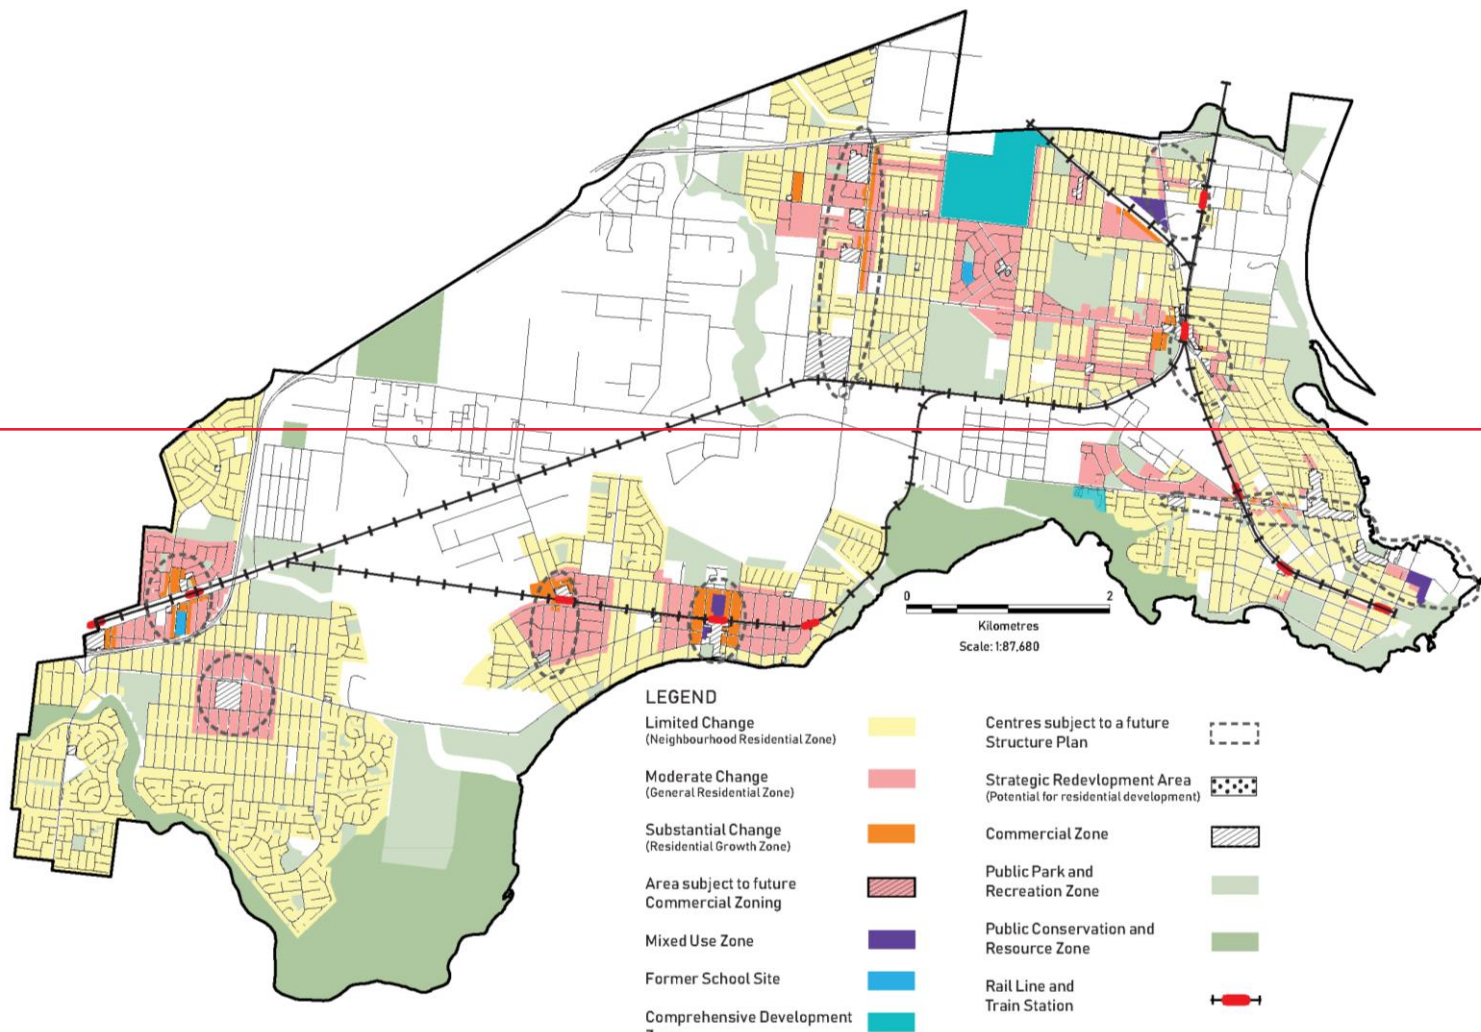 0 2
Kilometres
Scale: 1:87,680
LEGEND
Limited Change
(Neighbourhood Residential Zone)
Moderate Change
(General Residential Zone)
Substantial Change
(Residential Growth Zone)
Area subject to future
Commercial Zoning
Mixed Use Zone
Former School Site
Comprehensive Development
Centres subject to a future
Structure Plan
Strategic Redevlopment Area
(Potential for residential development)
Commercial Zone
Public Park and
Recreation Zone
Public Conservation and
Resource Zone
Rail Line and
Train Station